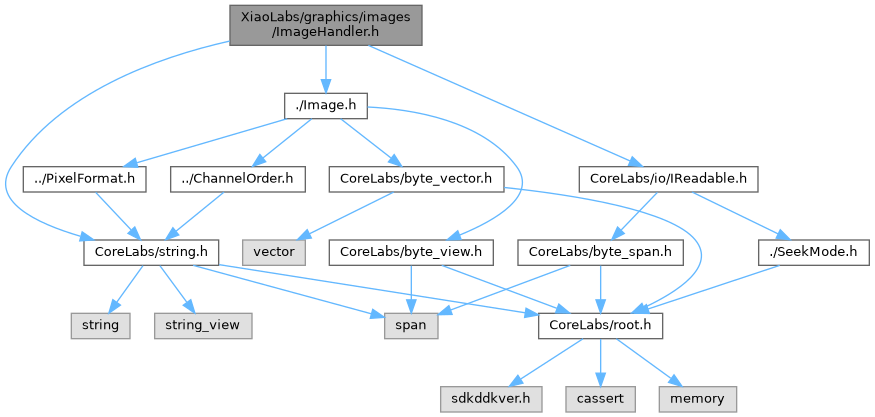 XiaoLabs/graphics/images
/ImageHandler.h
./Image.h
../PixelFormat.h
../ChannelOrder.h
CoreLabs/byte_vector.h
CoreLabs/io/IReadable.h
CoreLabs/string.h
vector
CoreLabs/byte_view.h
CoreLabs/byte_span.h
./SeekMode.h
string
string_view
span
CoreLabs/root.h
sdkddkver.h
cassert
memory